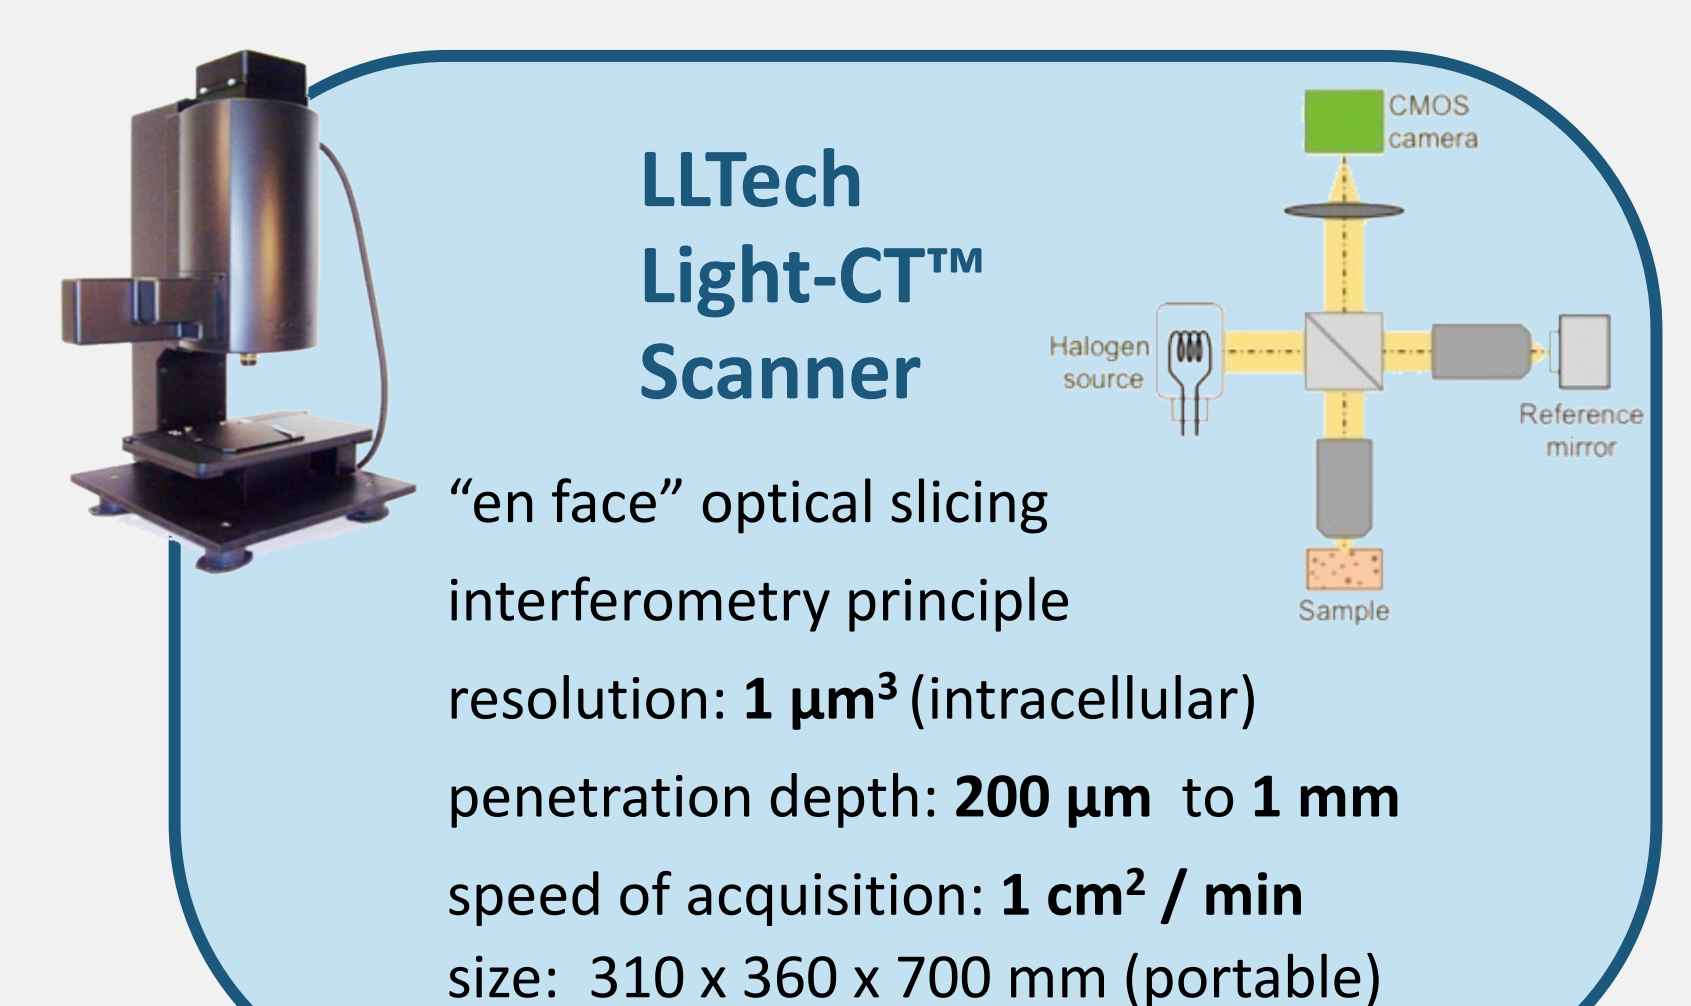 LLTech
Light-CT™
Scanner
CMOS
camera
Halogen
source
Reference
mirror
Sample
“en face” optical slicing
interferometry principle
resolution: 1 µm³ (intracellular)
penetration depth: 200 µm to 1 mm
speed of acquisition: 1 cm² / min
size: 310 x 360 x 700 mm (portable)